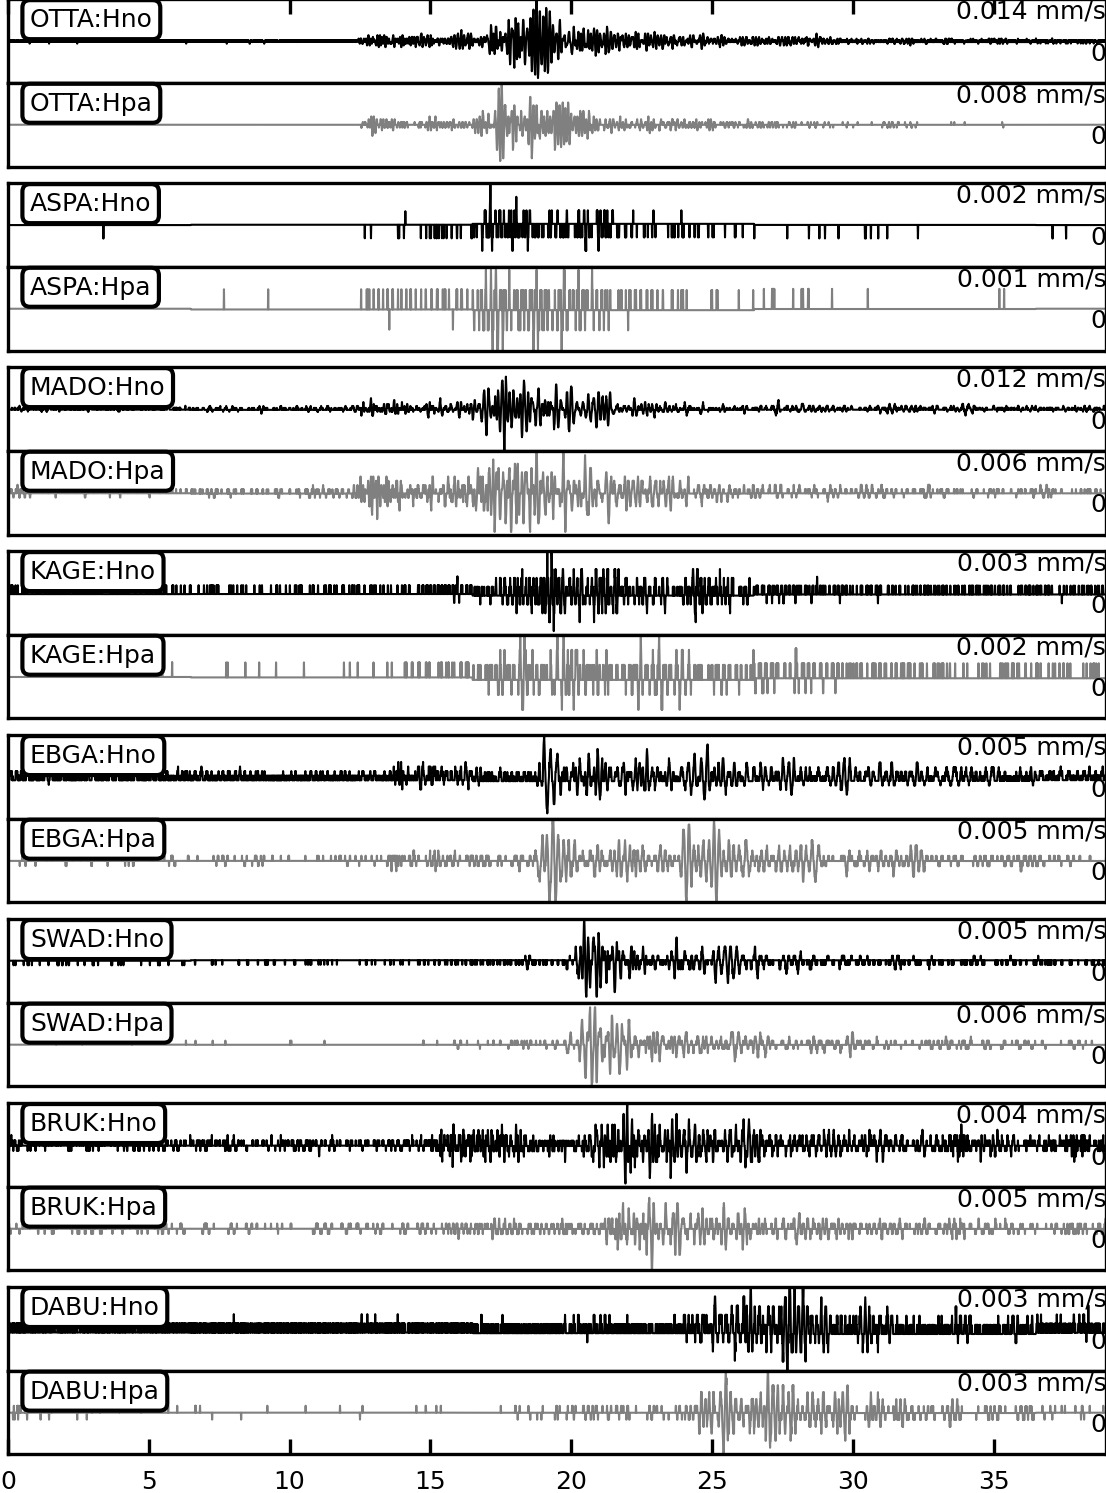 OTTA:Hno 0.014 mm/s
0
OTTA:Hpa 0.008 mm/s
0
ASPA:Hno 0.002 mm/s
0
ASPA:Hpa 0.001 mm/s
0
MADO:Hno 0.012 mm/s
0
MADO:Hpa 0.006 mm/s
0
KAGE:Hno 0.003 mm/s
0
KAGE:Hpa 0.002 mm/s
0
EBGA:Hno 0.005 mm/s
0
EBGA:Hpa 0.005 mm/s
0
SWAD:Hno 0.005 mm/s
0
SWAD:Hpa 0.006 mm/s
0
BRUK:Hno 0.004 mm/s
0
BRUK:Hpa 0.005 mm/s
0
DABU:Hno 0.003 mm/s
0
DABU:Hpa 0.003 mm/s
0
0 5 10 15 20 25 30 35